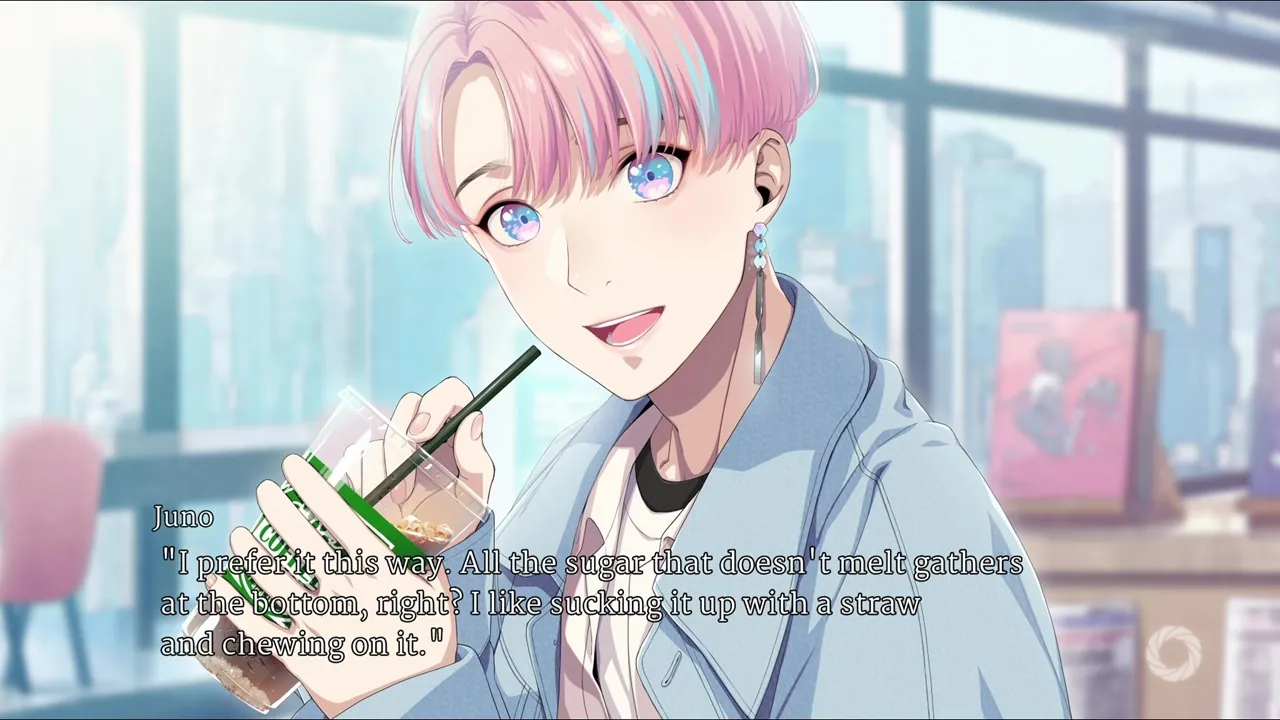 Juno
"I prefer it this way. All the sugar that doesn't melt gathers
at the bottom, right? I like sucking it up with a straw
and chewing on it."